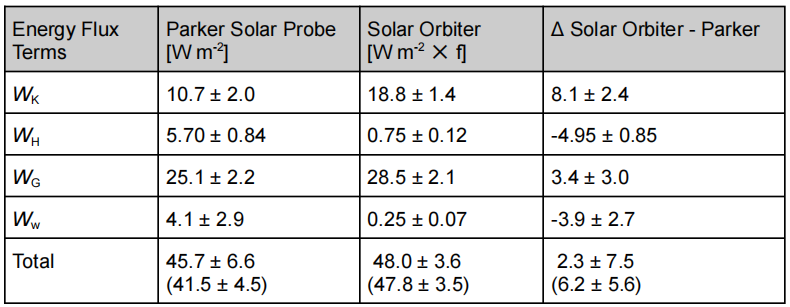 Energy Flux Terms | Parker Solar Probe [W m⁻²] | Solar Orbiter [W m⁻² × f] | Δ Solar Orbiter - Parker
W_K | 10.7 ± 2.0 | 18.8 ± 1.4 | 8.1 ± 2.4
W_H | 5.70 ± 0.84 | 0.75 ± 0.12 | -4.95 ± 0.85
W_G | 25.1 ± 2.2 | 28.5 ± 2.1 | 3.4 ± 3.0
W_w | 4.1 ± 2.9 | 0.25 ± 0.07 | -3.9 ± 2.7
Total | 45.7 ± 6.6 | 48.0 ± 3.6 | 2.3 ± 7.5
(41.5 ± 4.5) | (47.8 ± 3.5) | (6.2 ± 5.6)